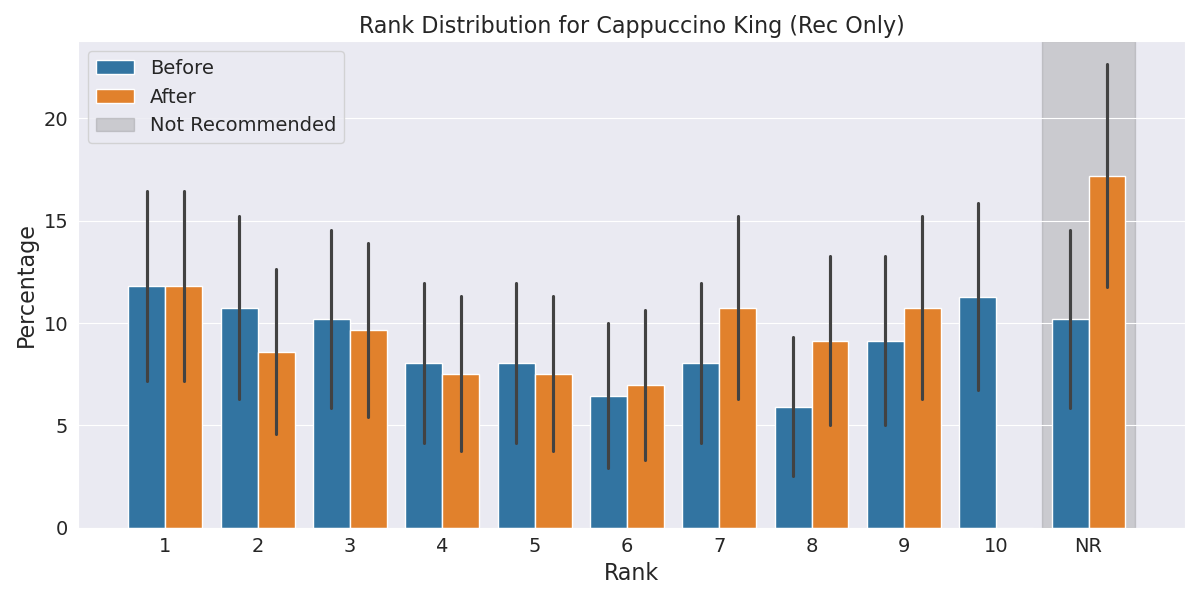 Rank Distribution for Cappuccino King (Rec Only)
Before
After
Not Recommended
Percentage
20
15
10
5
0
1 2 3 4 5 6 7 8 9 10 NR
Rank